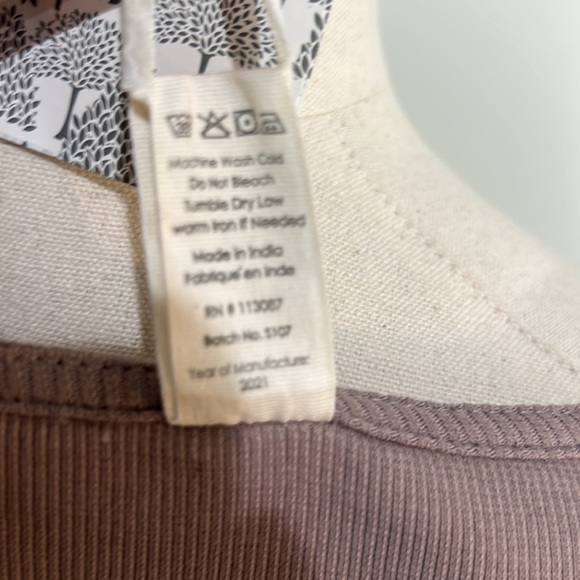 Machine Wash Cold
Do Not Bleach
Tumble Dry Low
warm Iron If Needed
Made in India
Fabriqué en Inde
RN # 113087
Batch No. S107
Year of Manufacture:
2021